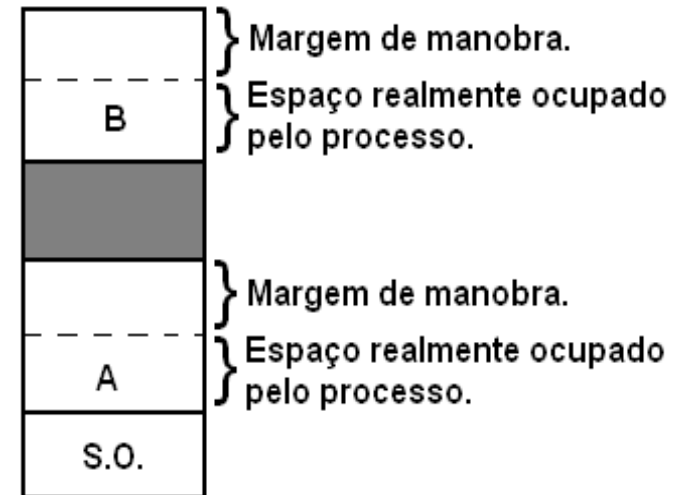 Margem de manobra.
B
Espaço realmente ocupado
pelo processo.
Margem de manobra.
A
Espaço realmente ocupado
pelo processo.
S.O.